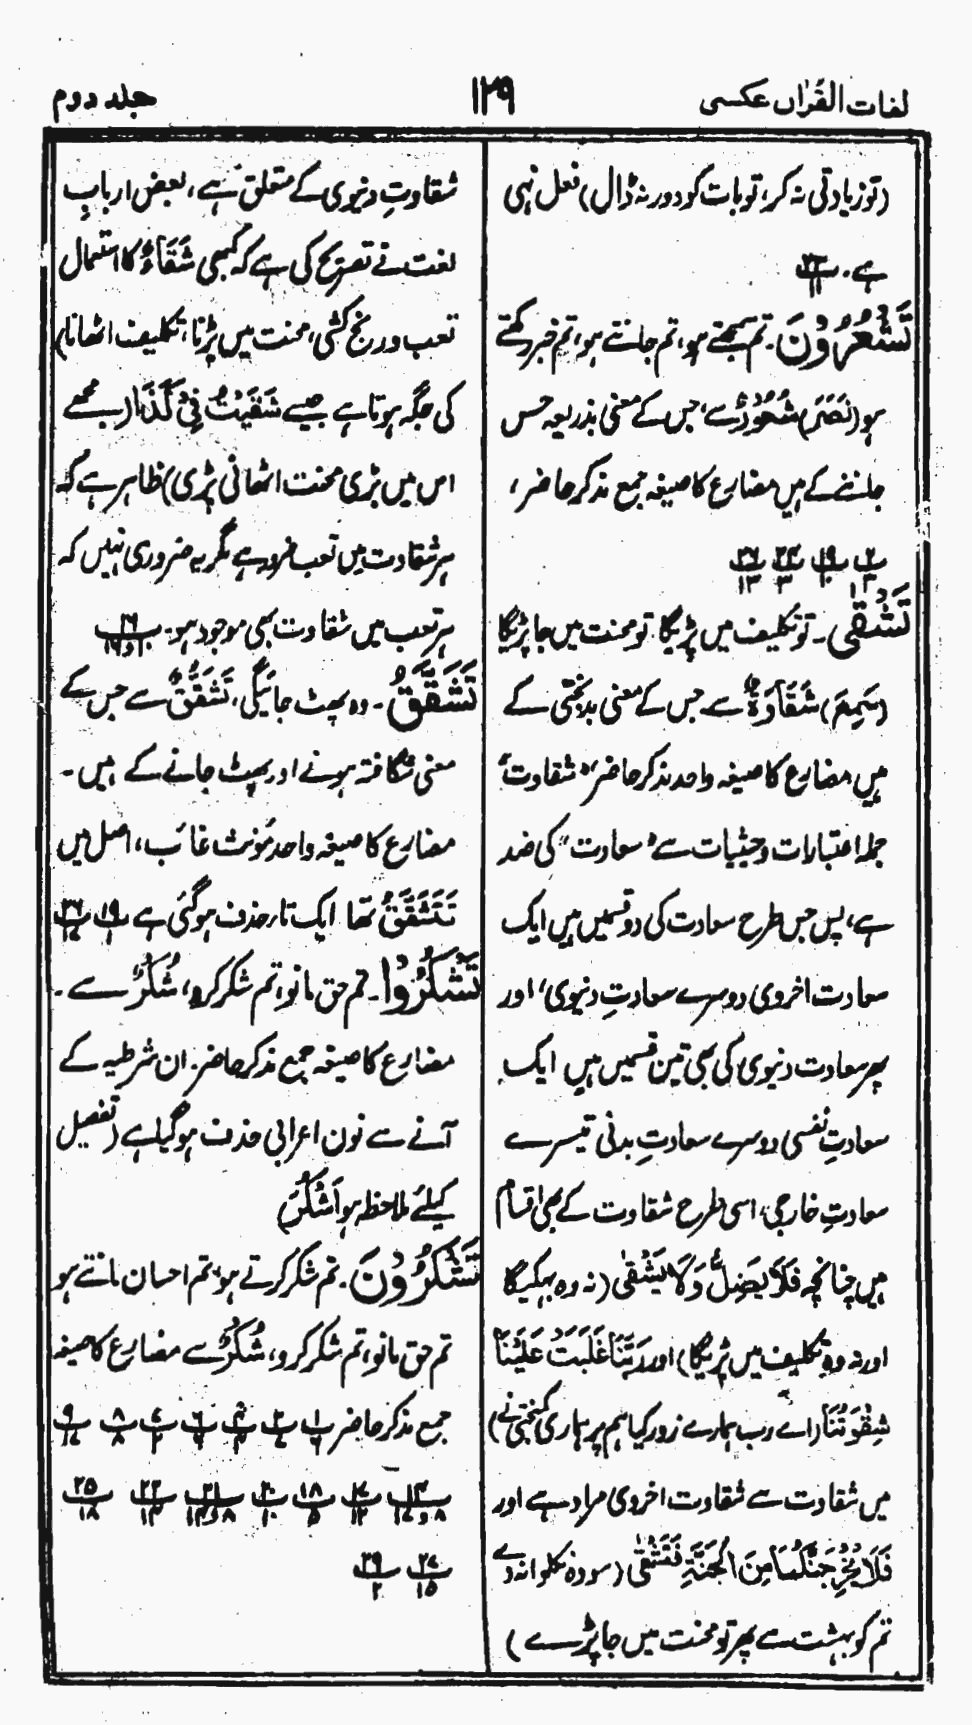 لغات القرآن عکسی
۱۲۹
جلد دوم
(تو زیادتی نہ کر، تو بات کو دور نہ ڈال) فعل نہی
ہے۔
تَشْعُرُوْنَ۔ تم سمجھتے ہو، تم جانتے ہو، تم خبر رکھتے
ہو (نَصَرَ) شُعُوْرٌ سے، جس کے معنی بذریعہ حس
جاننے کے ہیں مضارع کا صیغہ جمع مذکر حاضر،
تَشْقٰی۔ تو تکلیف میں پڑیگا تو محنت میں جا پڑیگا
(سَمِعَ) شَقَاوَۃٌ سے جس کے معنی بدبختی کے
ہیں مضارع کا صیغہ واحد مذکر حاضر، "شقاوت"
جملہ اعتبارات و حیثیات سے "سعادت" کی ضد
ہے، پس جس طرح سعادت کی دو قسمیں ہیں ایک
سعادت اخروی دوسرے سعادتِ دنیوی، اور
پھر سعادت دنیوی کی بھی تین قسمیں ہیں ایک
سعادتِ نفسی دوسرے سعادتِ بدنی تیسرے
سعادتِ خارجی، اسی طرح شقاوت کے بھی اقسام
ہیں چنانچہ فَلَا یَضِلُّ وَلَا یَشْقٰی (نہ وہ بہکیگا
اور نہ وہ تکلیف میں پڑیگا) اور رَبَّنَا غَلَبَتْ عَلَیْنَا
شِقْوَتُنَا (اے رب ہمارے زور کیا ہم پر ہماری کمبختی نے)
میں شقاوت سے شقاوت اخروی مراد ہے اور
فَلَا یُخْرِجَنَّکُمَا مِنَ الْجَنَّۃِ فَتَشْقٰی (سو وہ نکلوا نہ دے
تم کو بہشت سے پھر تو محنت میں جا پڑے)
شقاوتِ دنیوی کے متعلق ہے، بعض اربابِ
لغت نے تصریح کی ہے کہ کبھی شَقَاءٌ کا استعمال
تعب ورنج کشی، محنت میں پڑنا، تکلیف اٹھانا)
کی جگہ ہوتا ہے جیسے شَقِیْتُ فِیْ کَذَا (مجھے
اس میں بڑی محنت اٹھانی پڑی) ظاہر ہے کہ
ہر شقاوت میں تعب ضرور ہے مگر یہ ضروری نہیں کہ
ہر تعب میں شقاوت بھی موجود ہو۔
تَشَقَّقُ۔ وہ پھٹ جائیگی، تَشَقُّقٌ سے جس کے
معنی شگافتہ ہونے اور پھٹ جانے کے ہیں۔
مضارع کا صیغہ واحد مؤنث غائب، اصل میں
تَتَشَقَّقُ تھا ایک تار حذف ہو گئی ہے
تَشْکُرُوْا۔ تم حق مانو، تم شکر کرو، شُکْرٌ سے۔
مضارع کا صیغہ جمع مذکر حاضر۔ ان شرطیہ کے
آنے سے نون اعرابی حذف ہو گیا ہے (تفصیل
کیلئے ملاحظہ ہو اَشْکُرَ)
تَشْکُرُوْنَ۔ تم شکر کرتے ہو، تم احسان مانتے ہو
تم حق مانو، تم شکر کرو، شُکْرٌ سے مضارع کا صیغہ
جمع مذکر حاضر